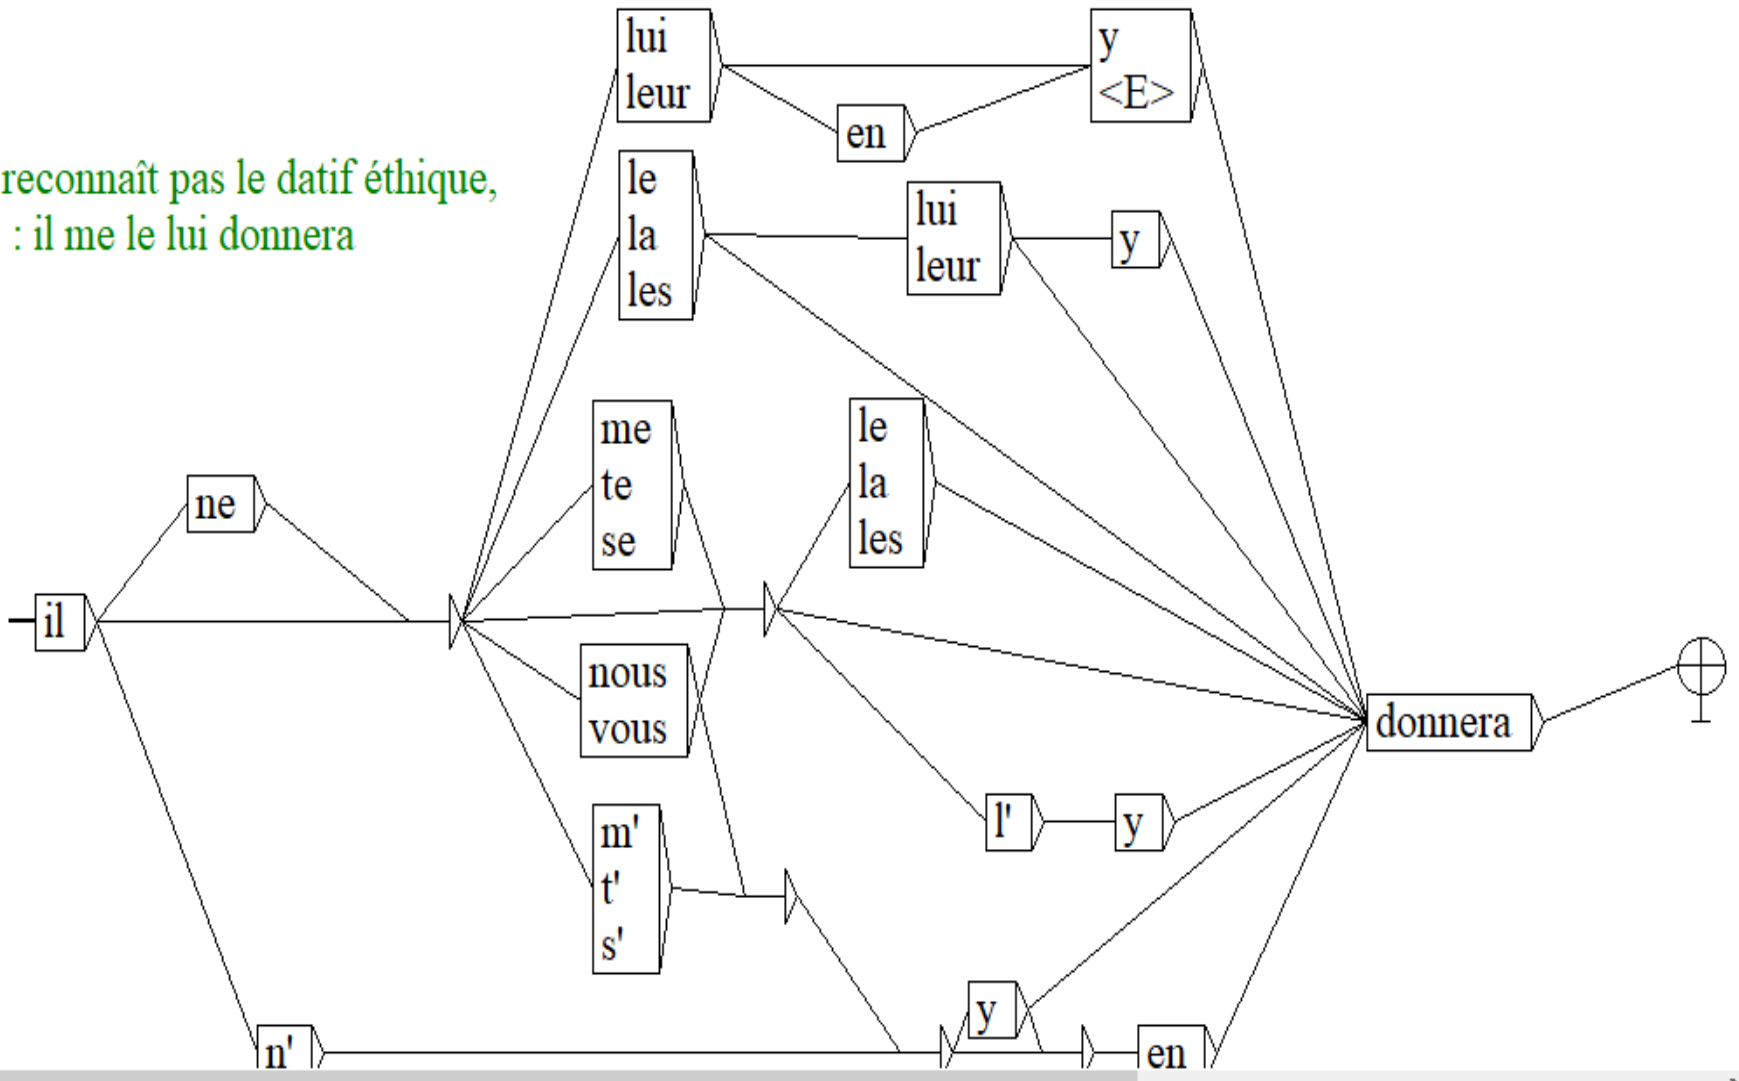 lui
leur
y
<E>
en
reconnaît pas le datif éthique,
: il me le lui donnera
le
la
les
lui
leur
y
me
te
se
le
la
les
ne
il
nous
vous
donnera
m'
t'
s'
l'
y
y
n'
en